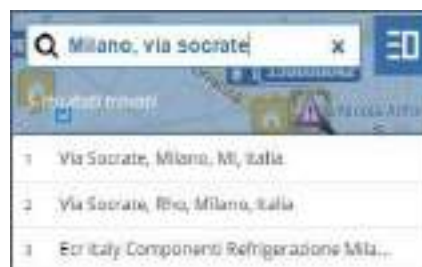 Milano, via socrate x
risultati trovati
1 Via Socrate, Milano, MI, Italia
2 Via Socrate, Rho, Milano, Italia
3 Ecr Italy Componenti Refrigerazione Mila...